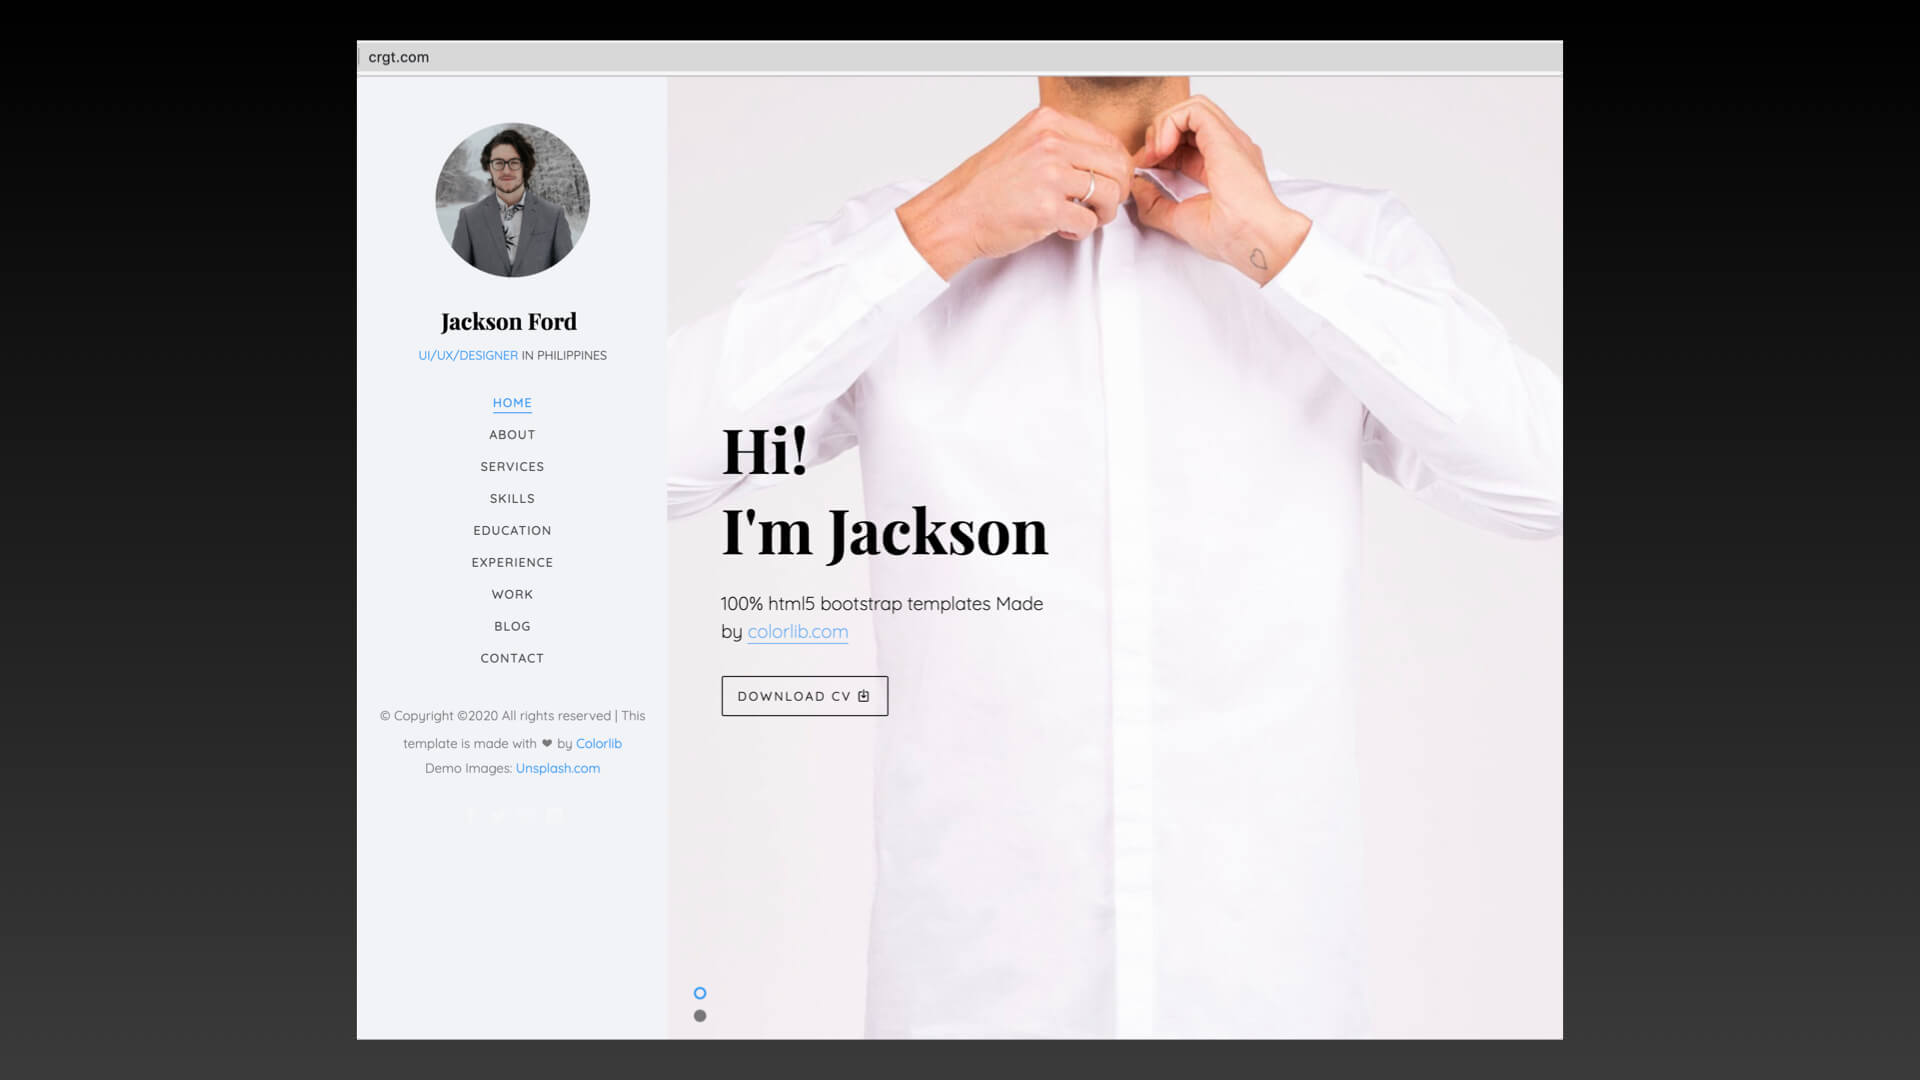 crgt.com
Jackson Ford
UI/UX/DESIGNER IN PHILIPPINES
HOME
ABOUT
SERVICES
SKILLS
EDUCATION
EXPERIENCE
WORK
BLOG
CONTACT
© Copyright ©2020 All rights reserved | This
template is made with ❤ by Colorlib
Demo Images: Unsplash.com
Hi!
I'm Jackson
100% html5 bootstrap templates Made
by colorlib.com
DOWNLOAD CV